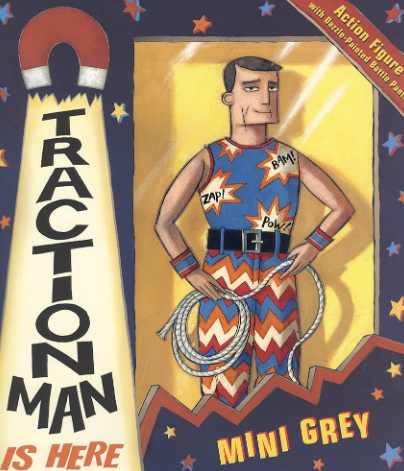 Action Figure
with Dazzle-Painted Battle Pants
TRACTION
MAN
IS HERE
BAM!
ZAP!
POW!
MINI GREY